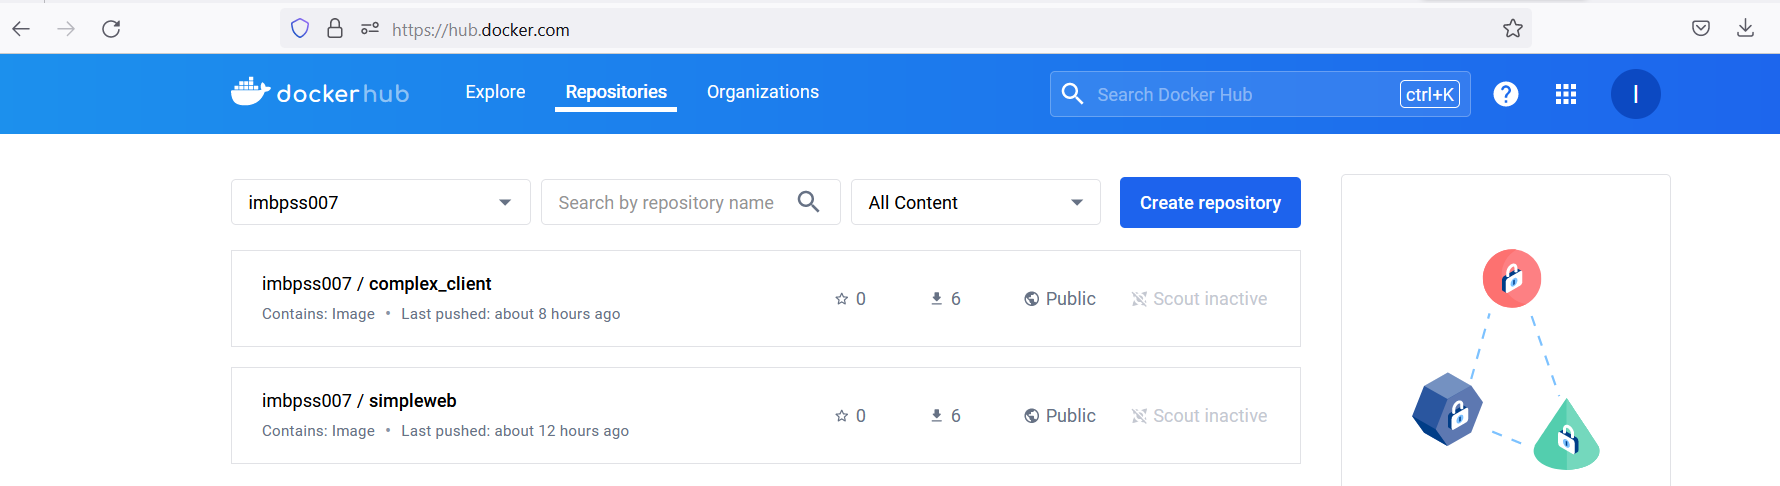 https://hub.docker.com
docker hub
Explore
Repositories
Organizations
Search Docker Hub
ctrl+K
?
I
imbpss007
Search by repository name
All Content
Create repository
imbpss007 / complex_client
Contains: Image • Last pushed: about 8 hours ago
0
6
Public
Scout inactive
imbpss007 / simpleweb
Contains: Image • Last pushed: about 12 hours ago
0
6
Public
Scout inactive